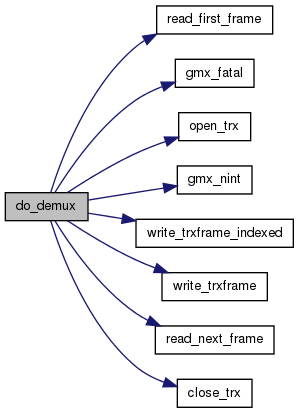 read_first_frame
gmx_fatal
open_trx
gmx_nint
do_demux
write_trxframe_indexed
write_trxframe
read_next_frame
close_trx